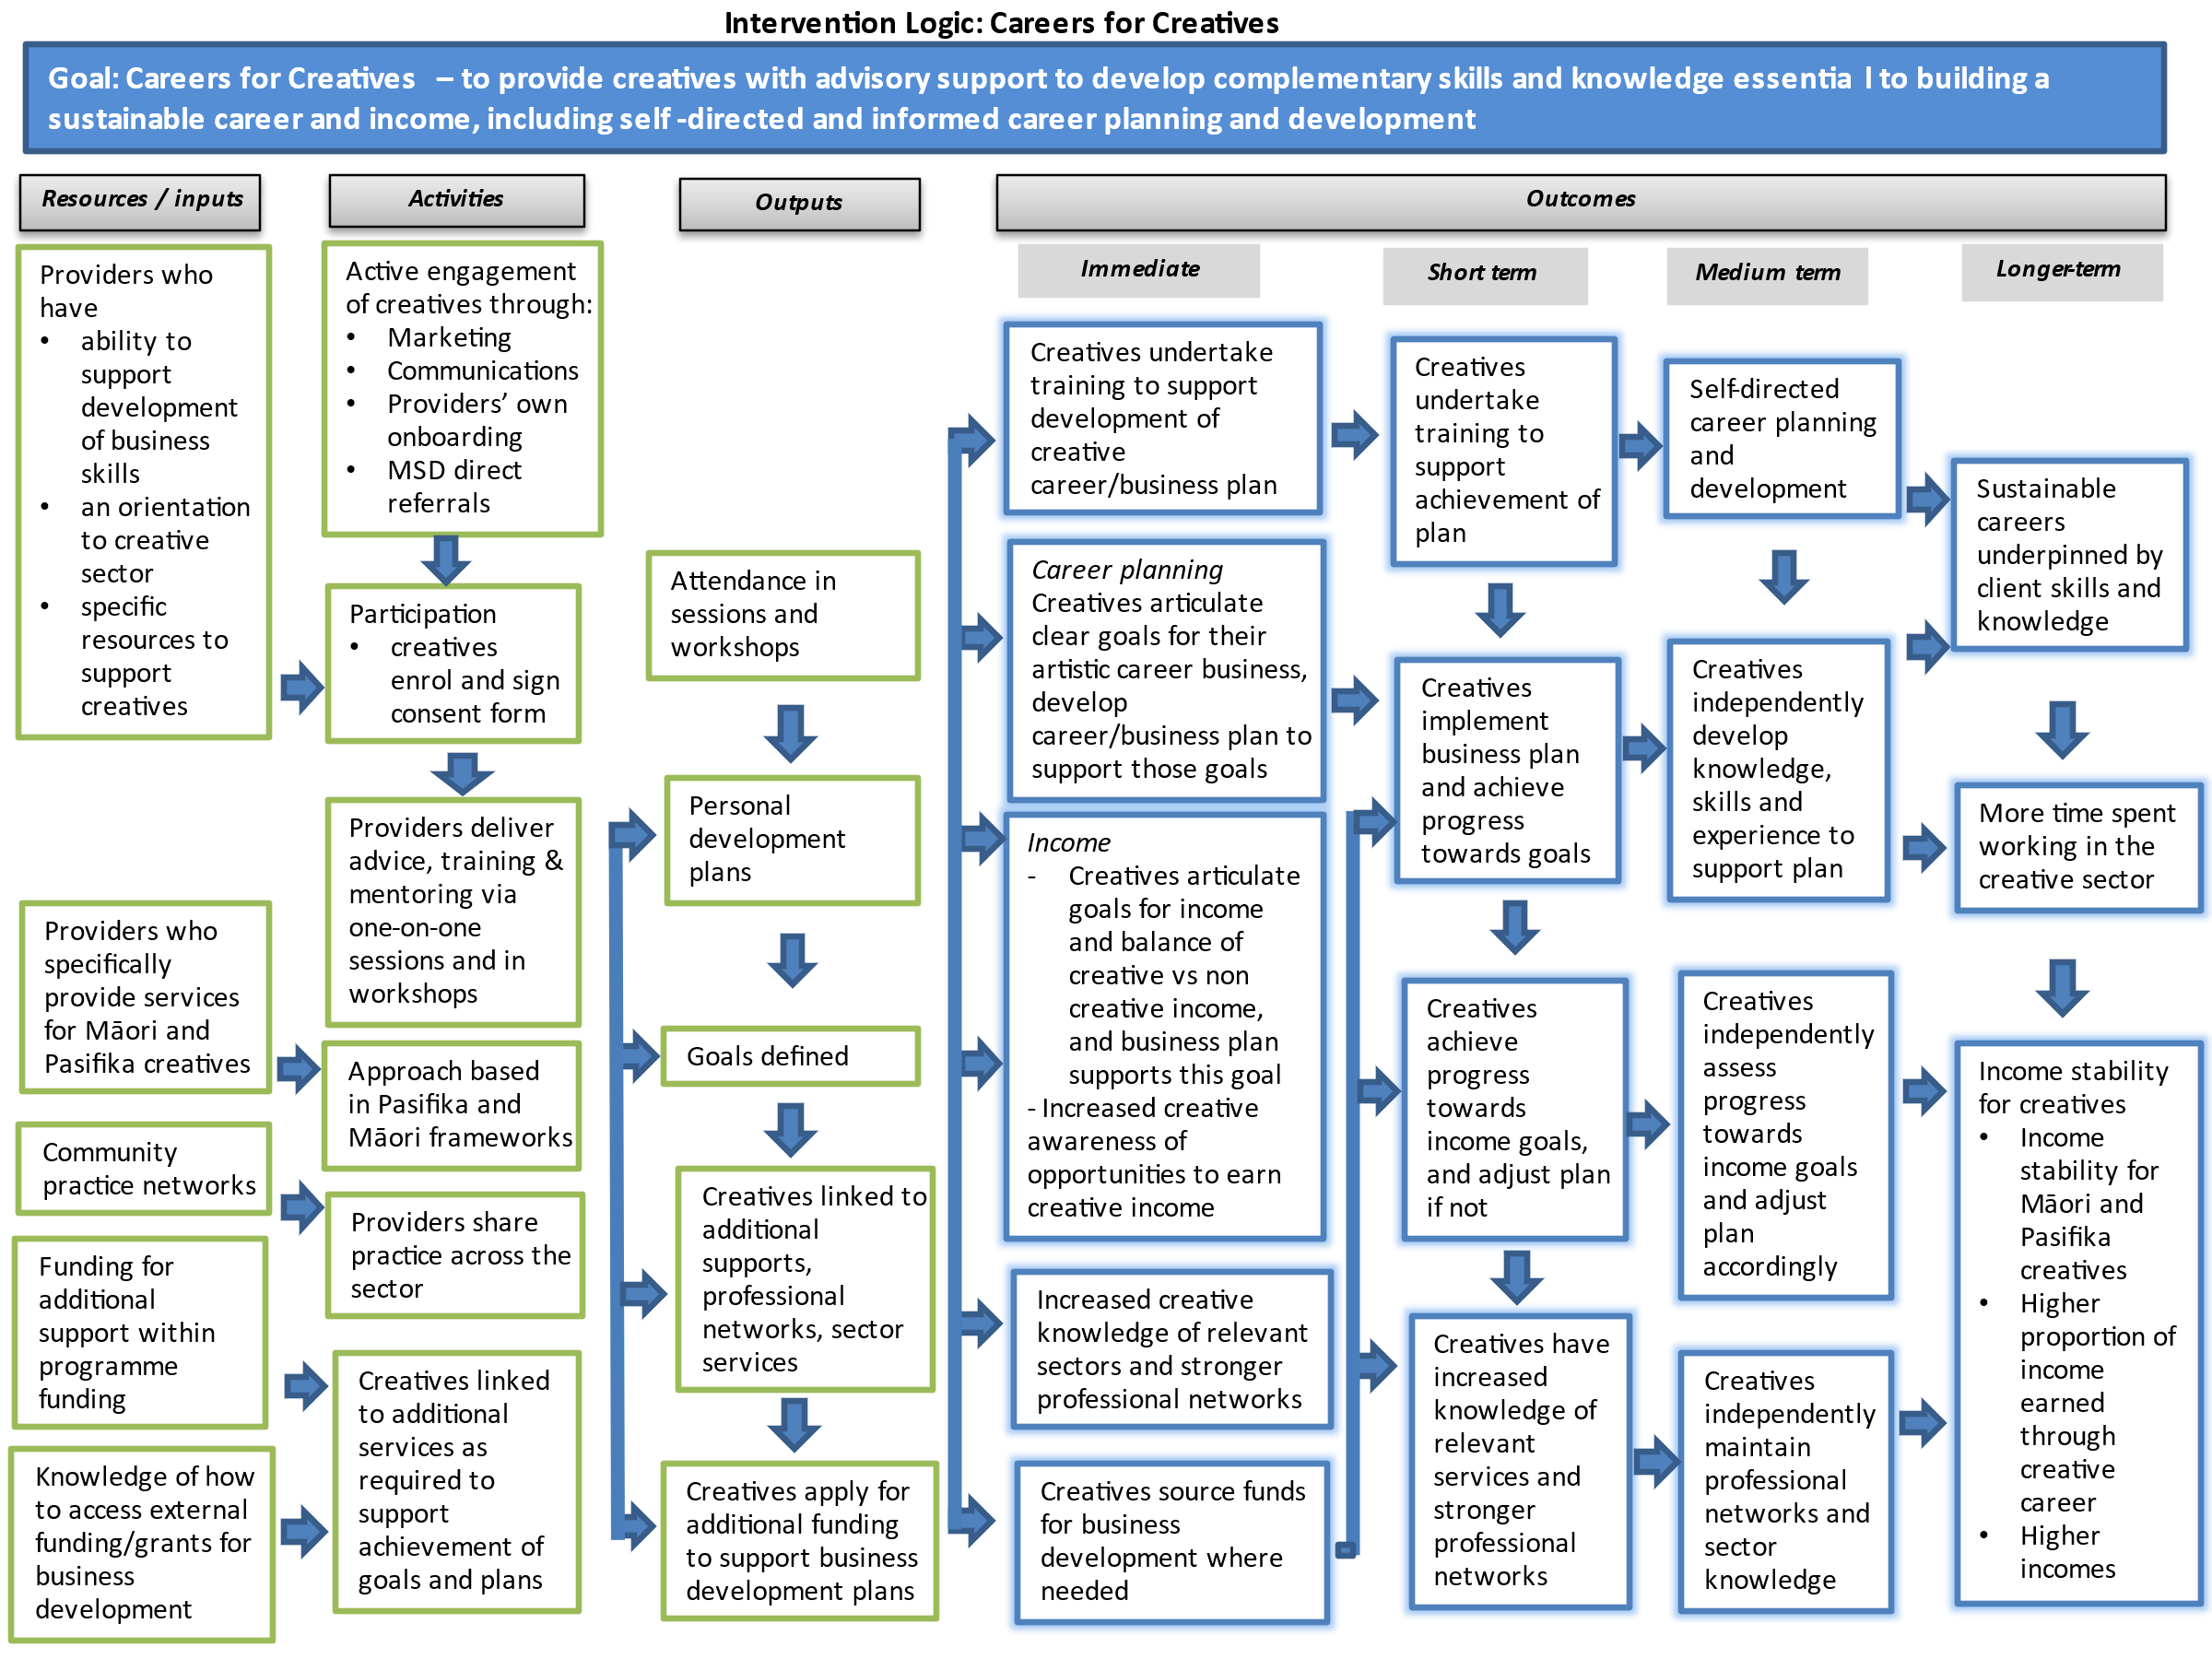 Intervention Logic: Careers for Creatives
Goal: Careers for Creatives – to provide creatives with advisory support to develop complementary skills and knowledge essentia l to building a
sustainable career and income, including self -directed and informed career planning and development
Resources / inputs
Activities
Outputs
Outcomes
Immediate
Short term
Medium term
Longer-term
Providers who
have
• ability to
support
development
of business
skills
• an orientation
to creative
sector
• specific
resources to
support
creatives
Providers who
specifically
provide services
for Māori and
Pasifika creatives
Community
practice networks
Funding for
additional
support within
programme
funding
Knowledge of how
to access external
funding/grants for
business
development
Active engagement
of creatives through:
• Marketing
• Communications
• Providers’ own
onboarding
• MSD direct
referrals
Participation
• creatives
enrol and sign
consent form
Providers deliver
advice, training &
mentoring via
one-on-one
sessions and in
workshops
Approach based
in Pasifika and
Māori frameworks
Providers share
practice across the
sector
Creatives linked
to additional
services as
required to
support
achievement of
goals and plans
Attendance in
sessions and
workshops
Personal
development
plans
Goals defined
Creatives linked to
additional
supports,
professional
networks, sector
services
Creatives apply for
additional funding
to support business
development plans
Creatives undertake
training to support
development of
creative
career/business plan
Career planning
Creatives articulate
clear goals for their
artistic career business,
develop
career/business plan to
support those goals
Income
- Creatives articulate
goals for income
and balance of
creative vs non
creative income,
and business plan
supports this goal
- Increased creative
awareness of
opportunities to earn
creative income
Increased creative
knowledge of relevant
sectors and stronger
professional networks
Creatives source funds
for business
development where
needed
Creatives
undertake
training to
support
achievement of
plan
Creatives
implement
business plan
and achieve
progress
towards goals
Creatives
achieve
progress
towards
income goals,
and adjust plan
if not
Creatives have
increased
knowledge of
relevant
services and
stronger
professional
networks
Self-directed
career planning
and
development
Creatives
independently
develop
knowledge,
skills and
experience to
support plan
Creatives
independently
assess
progress
towards
income goals
and adjust
plan
accordingly
Creatives
independently
maintain
professional
networks and
sector
knowledge
Sustainable
careers
underpinned by
client skills and
knowledge
More time spent
working in the
creative sector
Income stability
for creatives
• Income
stability for
Māori and
Pasifika
creatives
• Higher
proportion of
income
earned
through
creative
career
• Higher
incomes